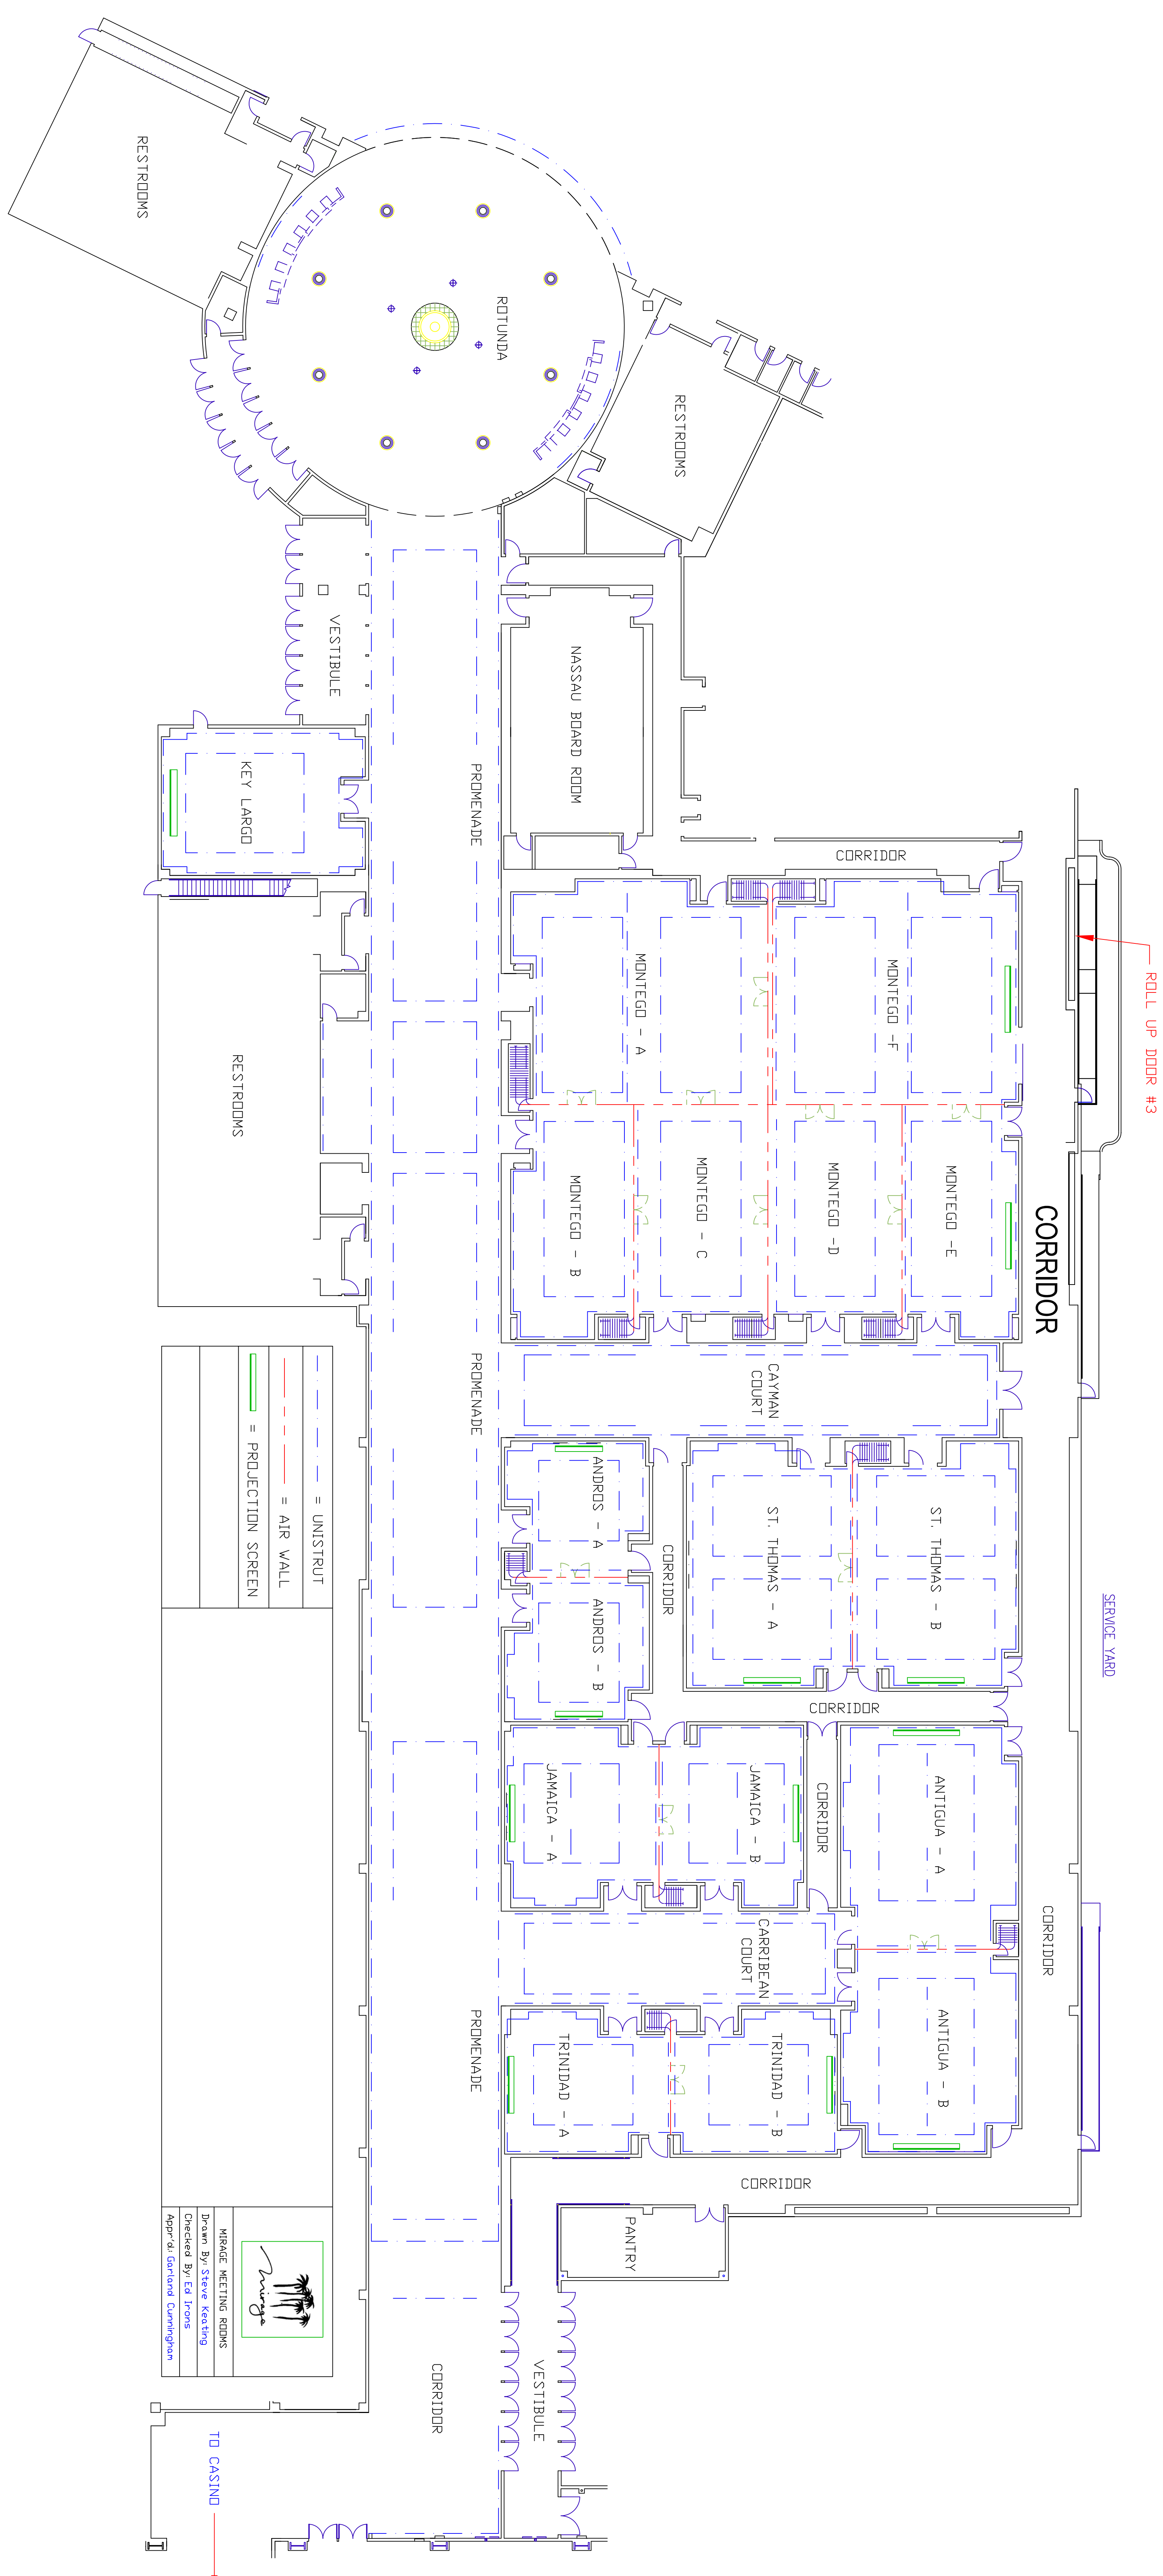 RESTROOMS
ROTUNDA
RESTROOMS
VESTIBULE
NASSAU BOARD ROOM
KEY LARGO
PROMENADE
CORRIDOR
ROLL UP DOOR #3
MONTEGO - A
MONTEGO -F
RESTROOMS
MONTEGO - B
MONTEGO - C
MONTEGO -D
MONTEGO -E
CORRIDOR
PROMENADE
CAYMAN
COURT
= UNISTRUT
= AIR WALL
= PROJECTION SCREEN
ANDROS - A
ANDROS - B
CORRIDOR
ST. THOMAS - A
ST. THOMAS - B
SERVICE YARD
CORRIDOR
JAMAICA - A
JAMAICA - B
CORRIDOR
ANTIGUA - A
CORRIDOR
CARRIBEAN
COURT
PROMENADE
TRINIDAD - A
TRINIDAD - B
ANTIGUA - B
CORRIDOR
PANTRY
mirage
MIRAGE MEETING ROOMS
Drawn By: Steve Keating
Checked By: Ed Irons
Appr'd.: Garland Cunningham
CORRIDOR
VESTIBULE
TO CASINO